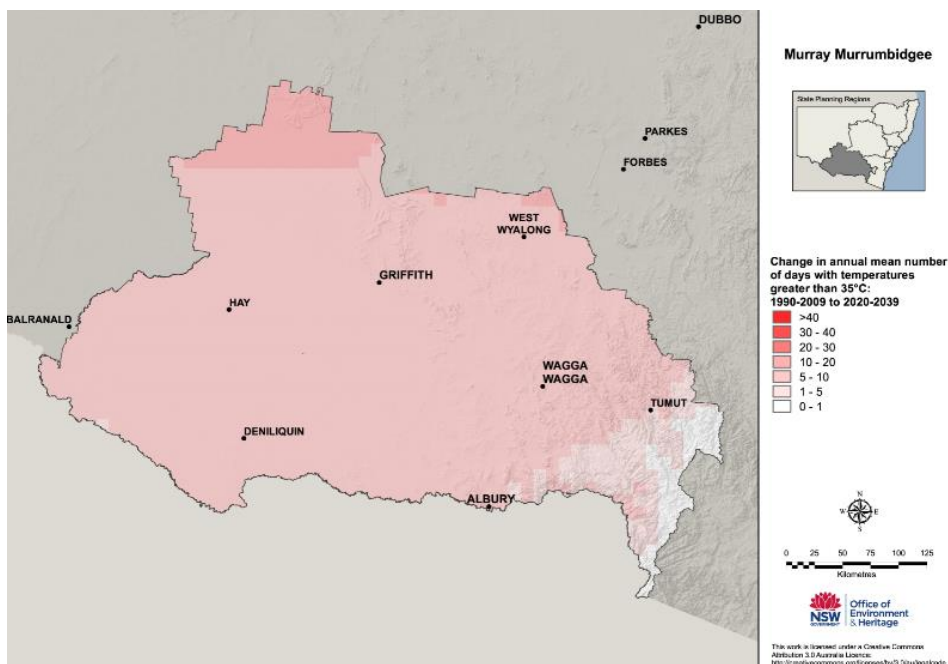 DUBBO
PARKES
FORBES
WEST
WYALONG
GRIFFITH
HAY
BALRANALD
WAGGA
WAGGA
TUMUT
DENILIQUIN
ALBURY
Murray Murrumbidgee
State Planning Regions
Change in annual mean number
of days with temperatures
greater than 35°C:
1990-2009 to 2020-2039
>40
30 - 40
20 - 30
10 - 20
5 - 10
1 - 5
0 - 1
N
W E
S
0 25 50 75 100 125
Kilometres
NSW
GOVERNMENT
Office of
Environment
& Heritage
This work is licensed under a Creative Commons
Attribution 3.0 Australia Licence: